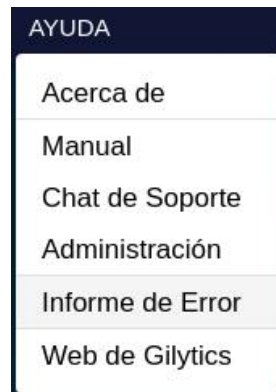 AYUDA
Acerca de
Manual
Chat de Soporte
Administración
Informe de Error
Web de Gilytics